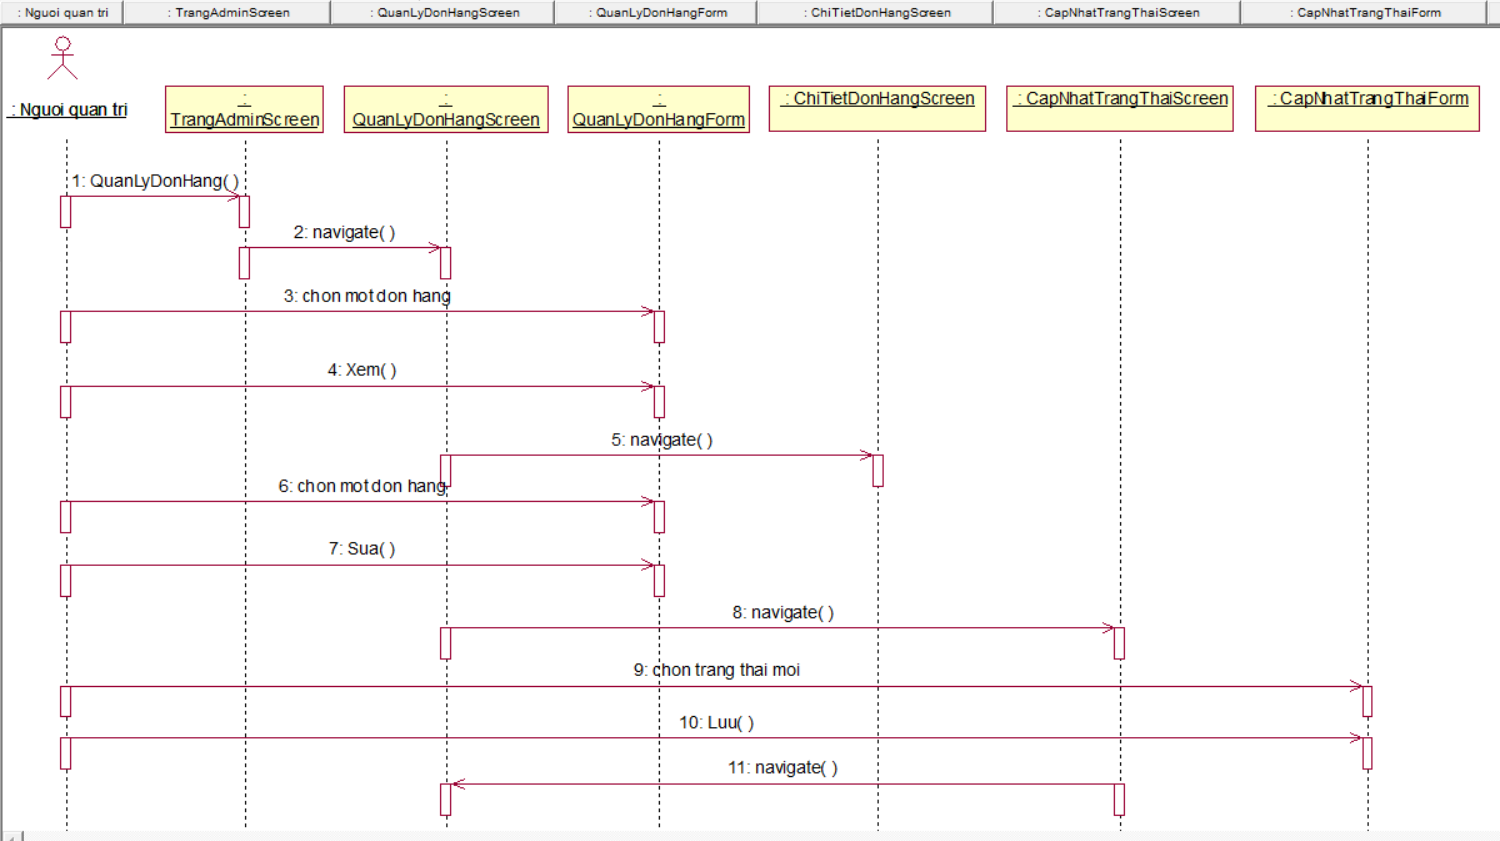 : Nguoi quan tri
: TrangAdminScreen
: QuanLyDonHangScreen
: QuanLyDonHangForm
: ChiTietDonHangScreen
: CapNhatTrangThaiScreen
: CapNhatTrangThaiForm
: Nguoi quan tri
:
TrangAdminScreen
:
QuanLyDonHangScreen
:
QuanLyDonHangForm
: ChiTietDonHangScreen
: CapNhatTrangThaiScreen
: CapNhatTrangThaiForm
1: QuanLyDonHang( )
2: navigate( )
3: chon mot don hang
4: Xem( )
5: navigate( )
6: chon mot don hang
7: Sua( )
8: navigate( )
9: chon trang thai moi
10: Luu( )
11: navigate( )